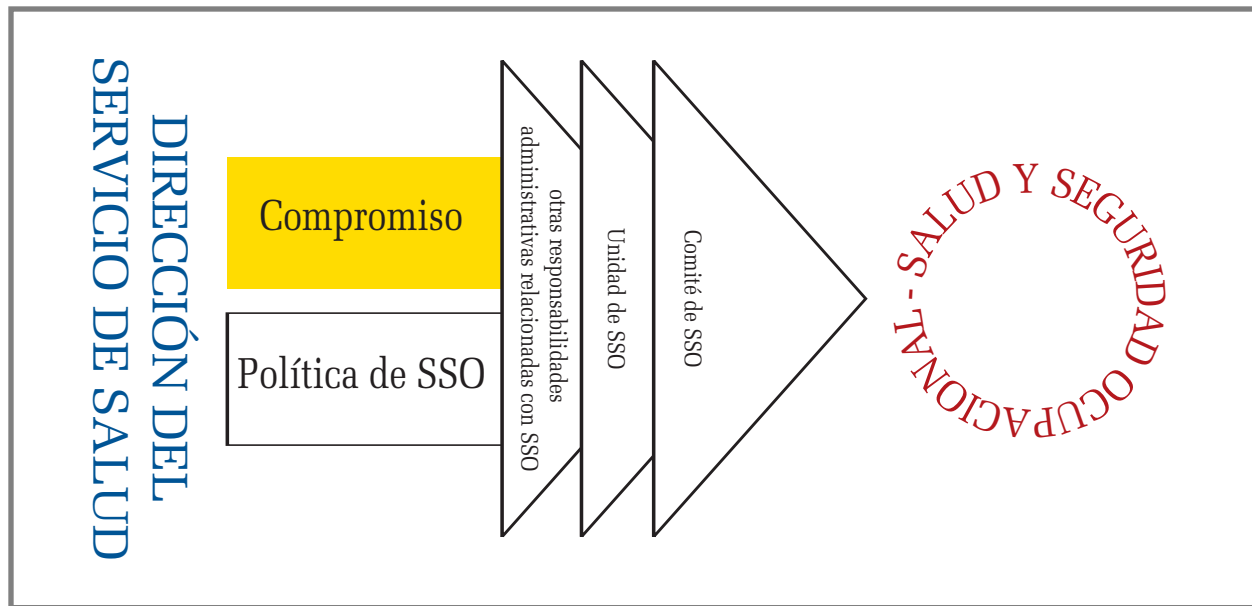 DIRECCIÓN DEL
SERVICIO DE SALUD
Compromiso
Política de SSO
otras responsabilidades
administrativas relacionadas con SSO
Unidad de SSO
Comité de SSO
SALUD Y SEGURIDAD OCUPACIONAL -